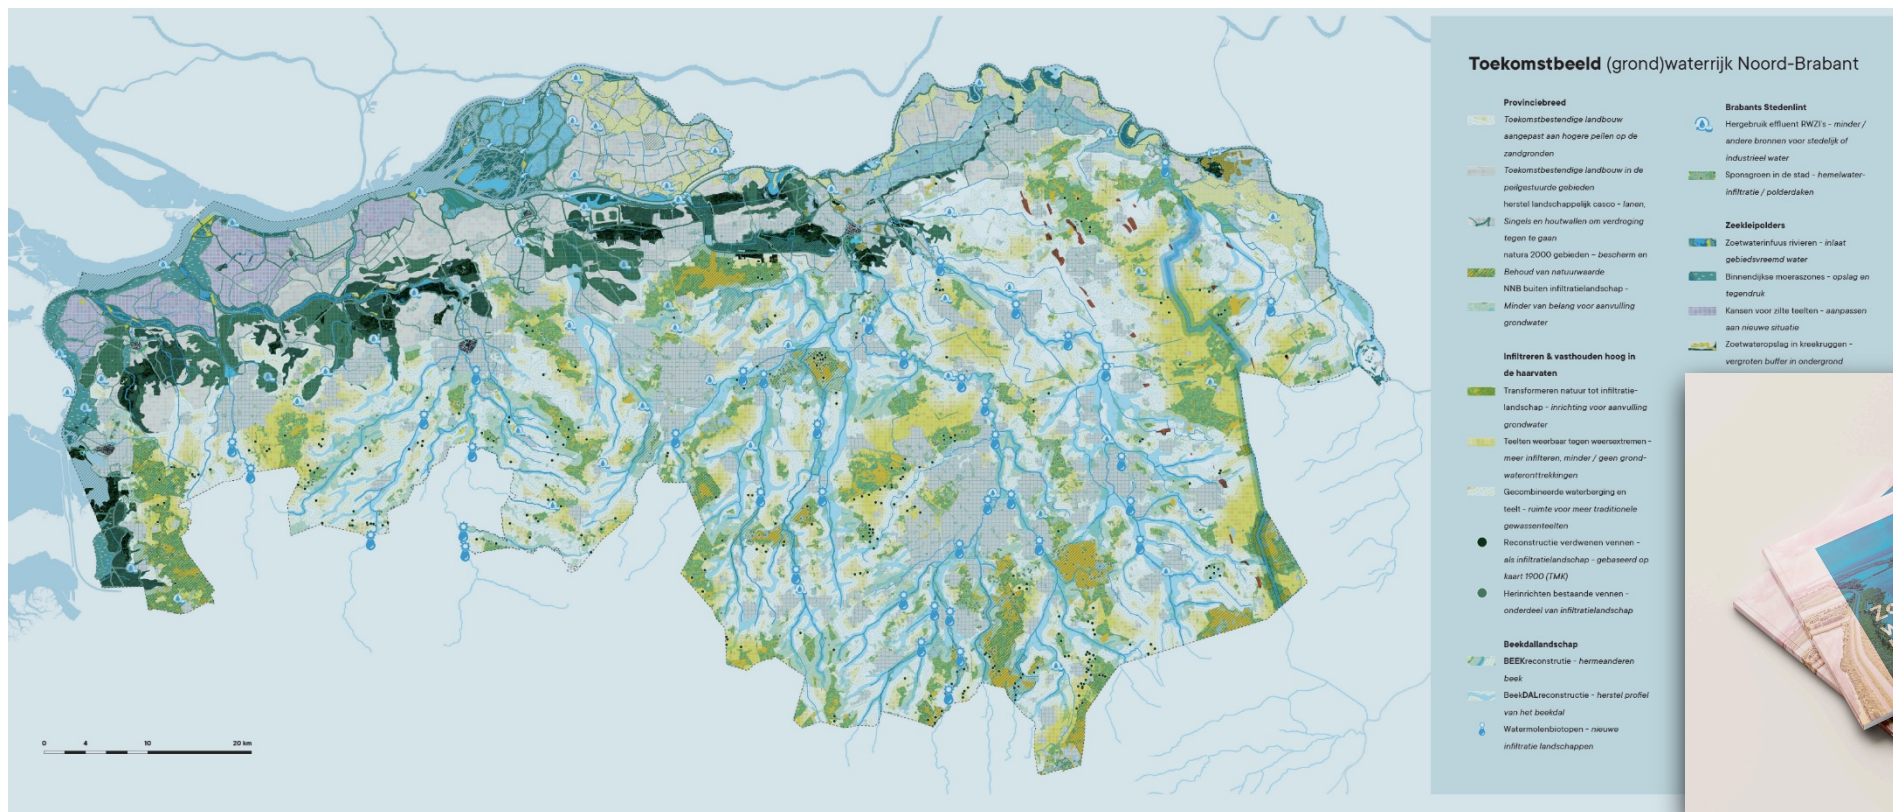 Toekomstbeeld (grond)waterrijk Noord-Brabant
Provinciebreed
Toekomstbestendige landbouw
aangepast aan hogere peilen op de
zandgronden
Toekomstbestendige landbouw in de
peilgestuurde gebieden
herstel landschappelijk casco - lanen,
Singels en houtwallen om verdroging
tegen te gaan
natura 2000 gebieden - bescherm en
Behoud van natuurwaarde
NNB buiten infiltratielandschap -
Minder van belang voor aanvulling
grondwater
Infiltreren & vasthouden hoog in
de haarvaten
Transformeren natuur tot infiltratie-
landschap - inrichting voor aanvulling
grondwater
Teelten weerbaar tegen weersextremen -
meer infiltreren, minder / geen grond-
wateronttrekkingen
Gecombineerde waterberging en
teelt - ruimte voor meer traditionele
gewassenteelten
Reconstructie verdwenen vennen -
als infiltratielandschap - gebaseerd op
kaart 1900 (TMK)
Herinrichten bestaande vennen -
onderdeel van infiltratielandschap
Beekdallandschap
BEEKreconstrutie - hermeanderen
beek
BeekDALreconstructie - herstel profiel
van het beekdal
Watermolenbiotopen - nieuwe
infiltratie landschappen
Brabants Stedenlint
Hergebruik effluent RWZI's - minder /
andere bronnen voor stedelijk of
industrieel water
Sponsgroen in de stad - hemelwater-
infiltratie / polderdaken
Zeekleipolders
Zoetwaterinfuus rivieren - inlaat
gebiedsvreemd water
Binnendijkse moeraszones - opslag en
tegendruk
Kansen voor zilte teelten - aanpassen
aan nieuwe situatie
Zoetwateropslag in kreekruggen -
vergroten buffer in ondergrond
0 4 10 20 km